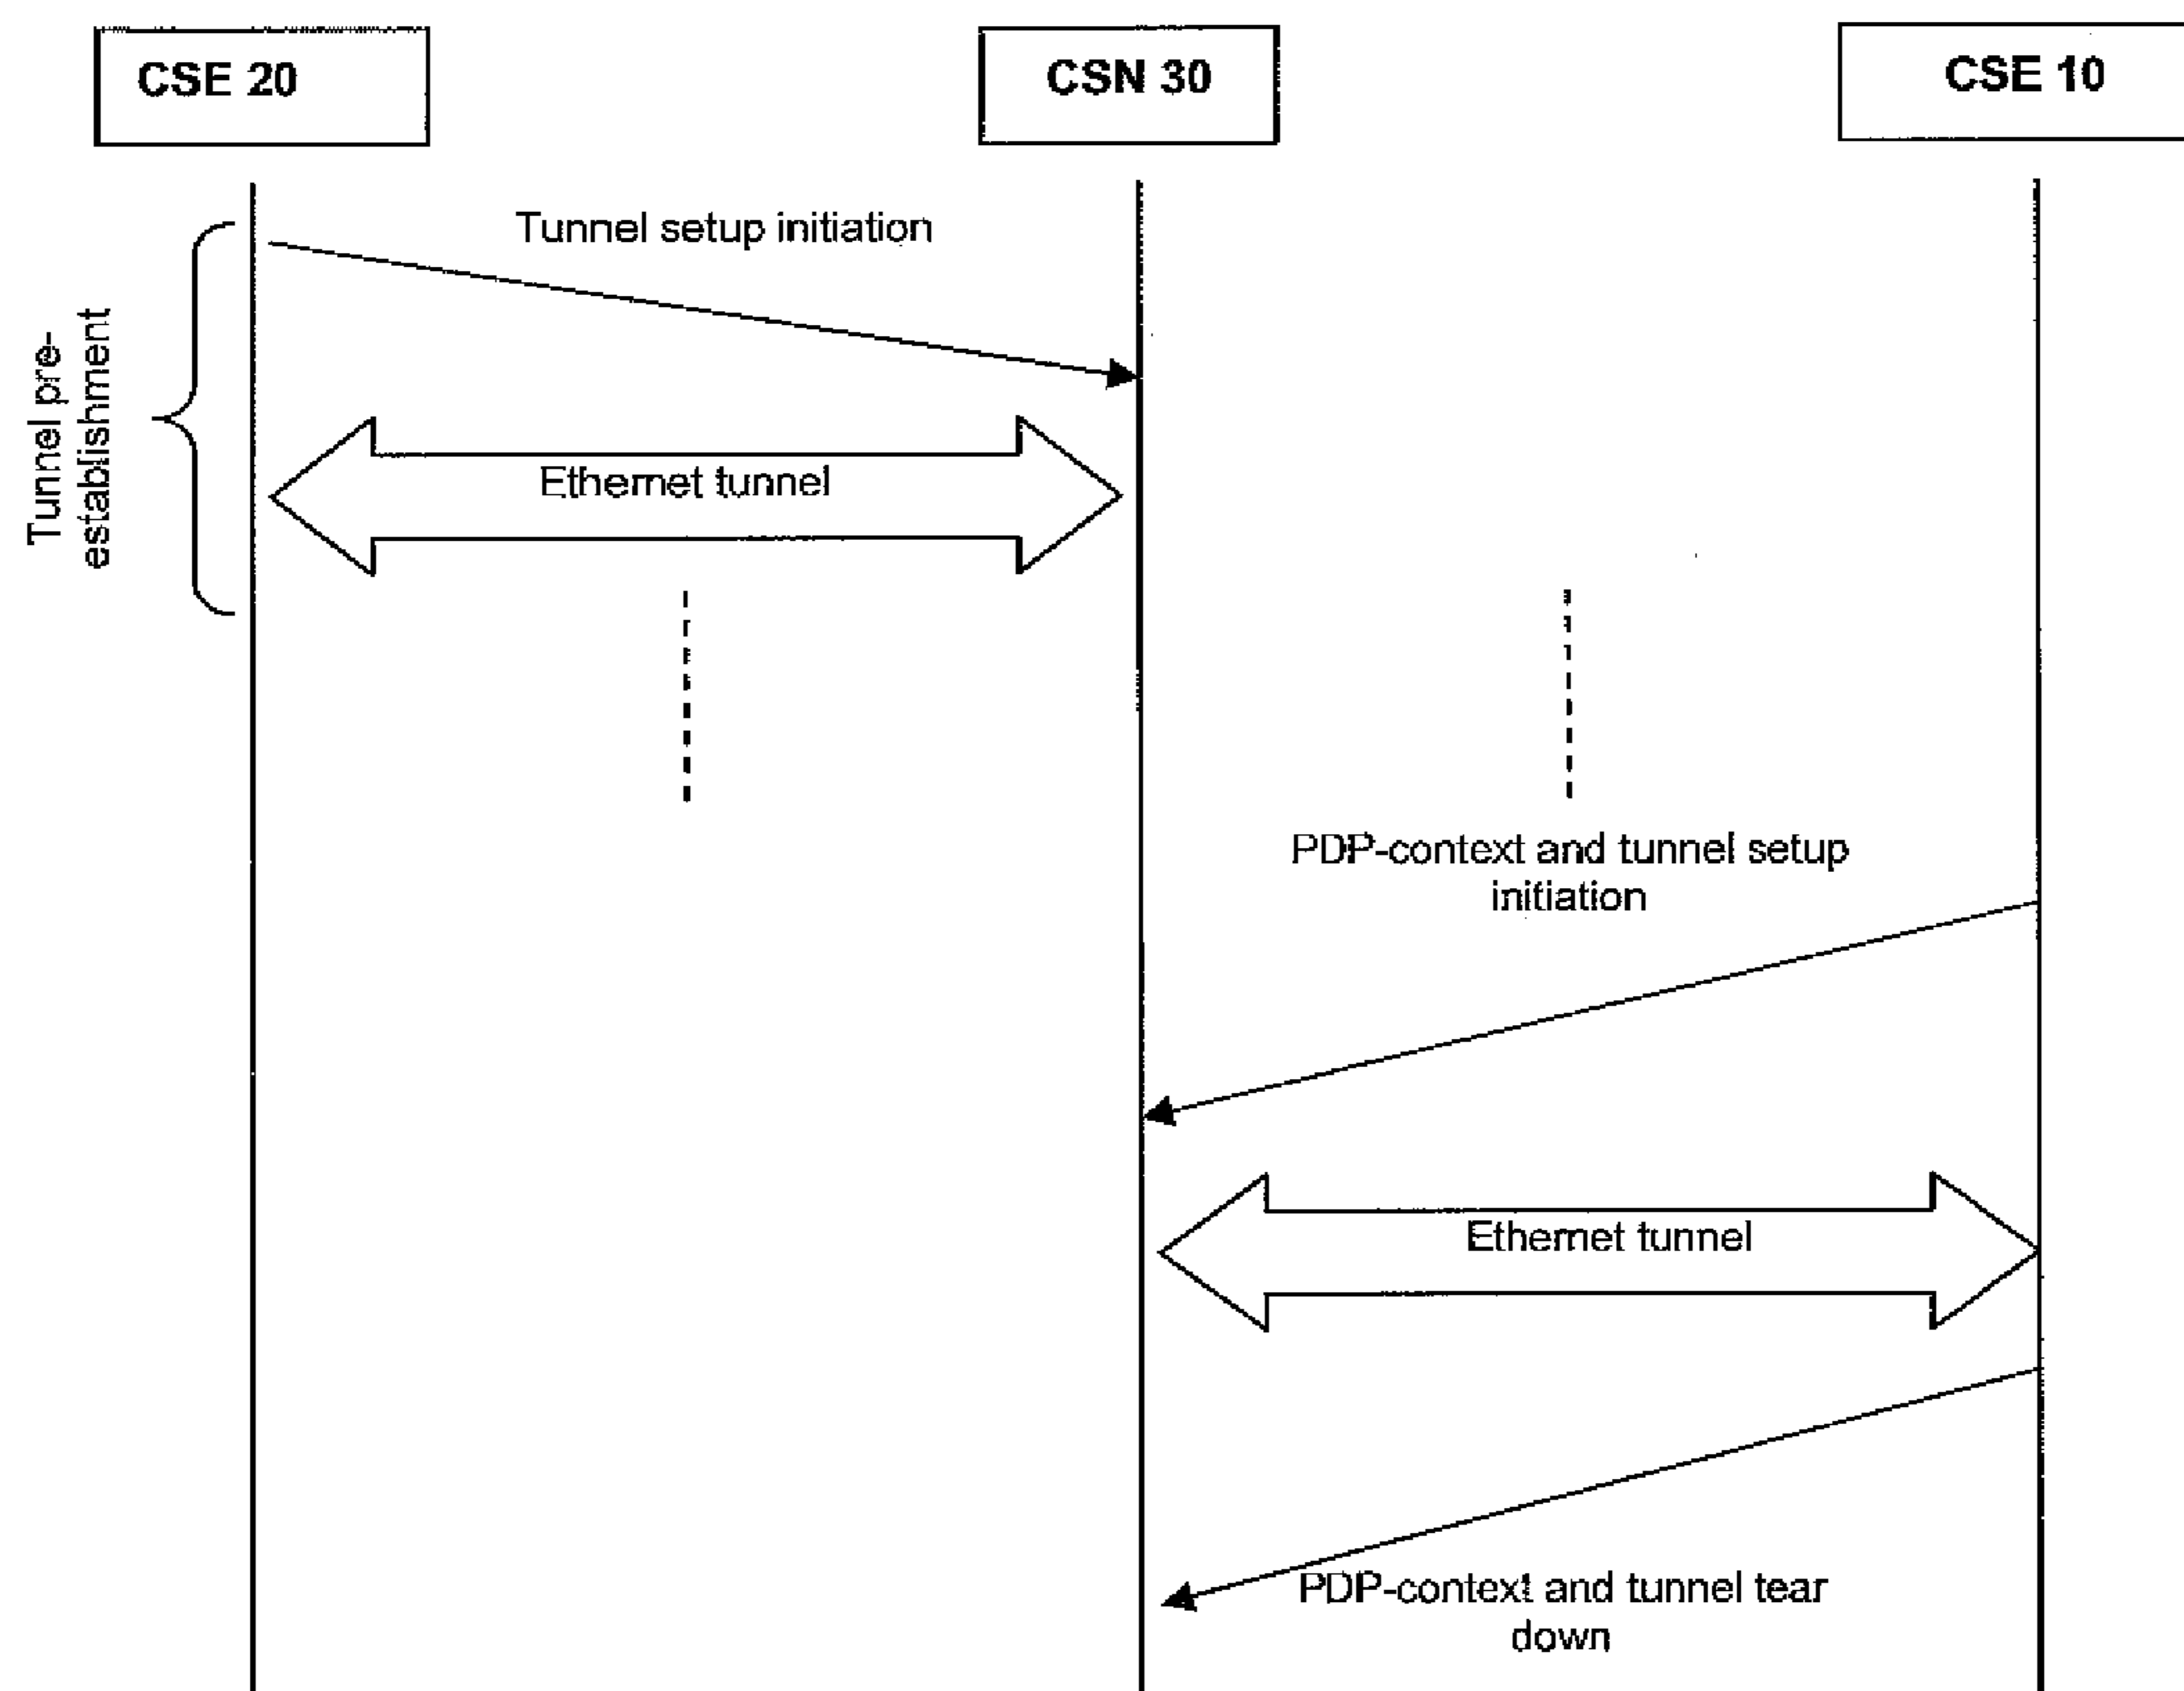 CSE 20
CSN 30
CSE 10
Tunnel setup initiation
Tunnel pre-
establishment
Ethernet tunnel
PDP-context and tunnel setup
initiation
Ethernet tunnel
PDP-context and tunnel tear
down